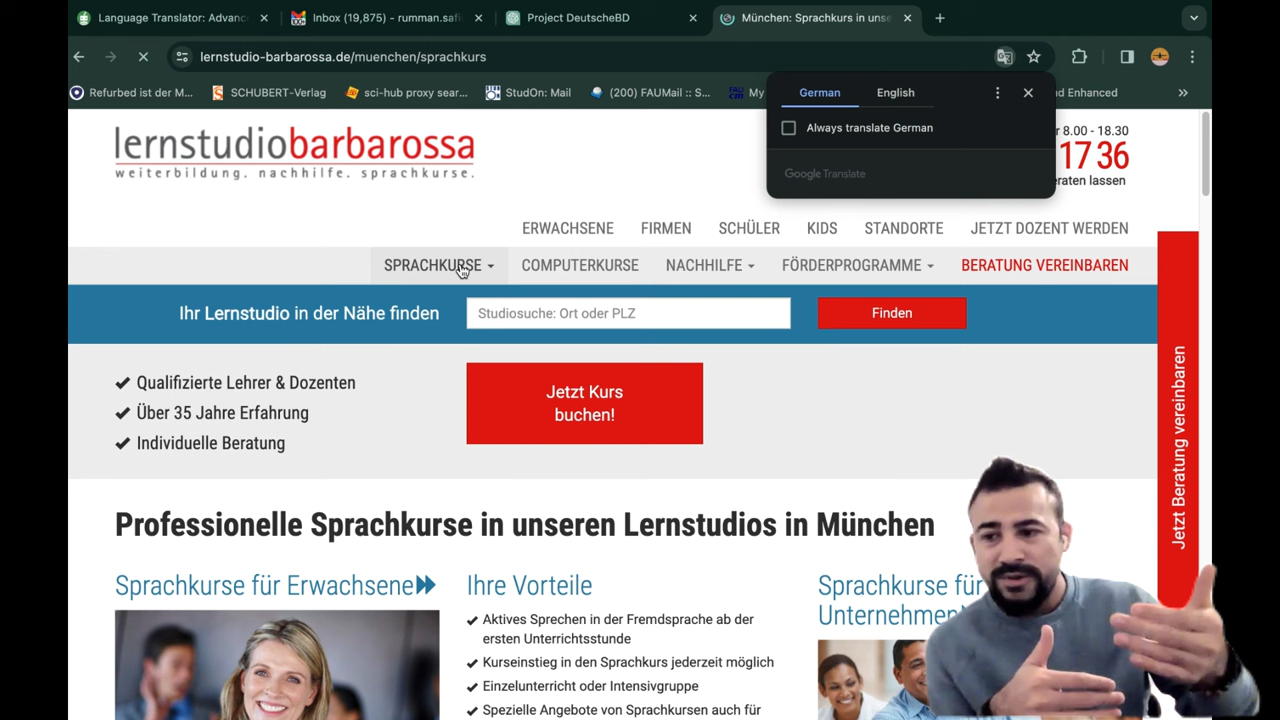 Language Translator: Advanc
Inbox (19,875) - rumman.safi
Project DeutscheBD
München: Sprachkurs in unse
lernstudio-barbarossa.de/muenchen/sprachkurs
Refurbed ist der M...
SCHUBERT-Verlag
sci-hub proxy sear...
StudOn: Mail
(200) FAUMail :: S...
My
nd Enhanced
German
English
Always translate German
Google Translate
lernstudiobarbarossa
weiterbildung. nachhilfe. sprachkurse.
r 8.00 - 18.30
17 36
eraten lassen
ERWACHSENE
FIRMEN
SCHÜLER
KIDS
STANDORTE
JETZT DOZENT WERDEN
SPRACHKURSE
COMPUTERKURSE
NACHHILFE
FÖRDERPROGRAMME
BERATUNG VEREINBAREN
Ihr Lernstudio in der Nähe finden
Studiosuche: Ort oder PLZ
Finden
Qualifizierte Lehrer & Dozenten
Über 35 Jahre Erfahrung
Individuelle Beratung
Jetzt Kurs
buchen!
Jetzt Beratung vereinbaren
Professionelle Sprachkurse in unseren Lernstudios in München
Sprachkurse für Erwachsene
Ihre Vorteile
Aktives Sprechen in der Fremdsprache ab der
ersten Unterrichtsstunde
Kurseinstieg in den Sprachkurs jederzeit möglich
Einzelunterricht oder Intensivgruppe
Spezielle Angebote von Sprachkursen auch für
Sprachkurse für
Unternehmen